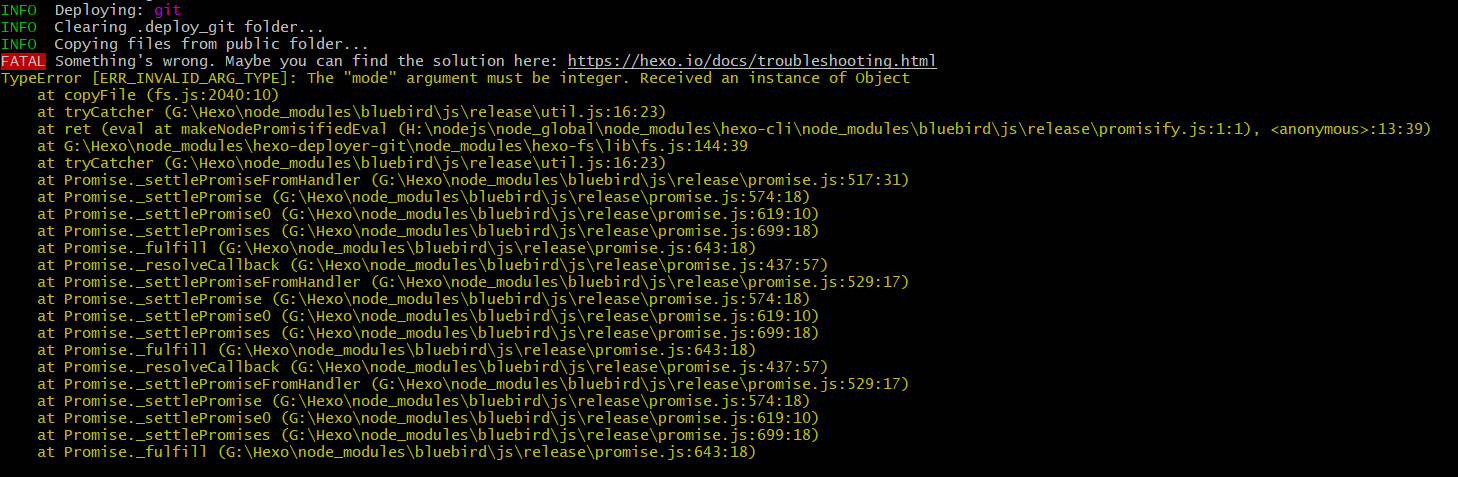 INFO  Deploying: git
INFO  Clearing .deploy_git folder...
INFO  Copying files from public folder...
FATAL Something's wrong. Maybe you can find the solution here: https://hexo.io/docs/troubleshooting.html
TypeError [ERR_INVALID_ARG_TYPE]: The "mode" argument must be integer. Received an instance of Object
    at copyFile (fs.js:2040:10)
    at tryCatcher (G:\Hexo\node_modules\bluebird\js\release\util.js:16:23)
    at ret (eval at makeNodePromisifiedEval (H:\nodejs\node_global\node_modules\hexo-cli\node_modules\bluebird\js\release\promisify.js:1:1), <anonymous>:13:39)
    at G:\Hexo\node_modules\hexo-deployer-git\node_modules\hexo-fs\lib\fs.js:144:39
    at tryCatcher (G:\Hexo\node_modules\bluebird\js\release\util.js:16:23)
    at Promise._settlePromiseFromHandler (G:\Hexo\node_modules\bluebird\js\release\promise.js:517:31)
    at Promise._settlePromise (G:\Hexo\node_modules\bluebird\js\release\promise.js:574:18)
    at Promise._settlePromise0 (G:\Hexo\node_modules\bluebird\js\release\promise.js:619:10)
    at Promise._settlePromises (G:\Hexo\node_modules\bluebird\js\release\promise.js:699:18)
    at Promise._fulfill (G:\Hexo\node_modules\bluebird\js\release\promise.js:643:18)
    at Promise._resolveCallback (G:\Hexo\node_modules\bluebird\js\release\promise.js:437:57)
    at Promise._settlePromiseFromHandler (G:\Hexo\node_modules\bluebird\js\release\promise.js:529:17)
    at Promise._settlePromise (G:\Hexo\node_modules\bluebird\js\release\promise.js:574:18)
    at Promise._settlePromise0 (G:\Hexo\node_modules\bluebird\js\release\promise.js:619:10)
    at Promise._settlePromises (G:\Hexo\node_modules\bluebird\js\release\promise.js:699:18)
    at Promise._fulfill (G:\Hexo\node_modules\bluebird\js\release\promise.js:643:18)
    at Promise._resolveCallback (G:\Hexo\node_modules\bluebird\js\release\promise.js:437:57)
    at Promise._settlePromiseFromHandler (G:\Hexo\node_modules\bluebird\js\release\promise.js:529:17)
    at Promise._settlePromise (G:\Hexo\node_modules\bluebird\js\release\promise.js:574:18)
    at Promise._settlePromise0 (G:\Hexo\node_modules\bluebird\js\release\promise.js:619:10)
    at Promise._settlePromises (G:\Hexo\node_modules\bluebird\js\release\promise.js:699:18)
    at Promise._fulfill (G:\Hexo\node_modules\bluebird\js\release\promise.js:643:18)